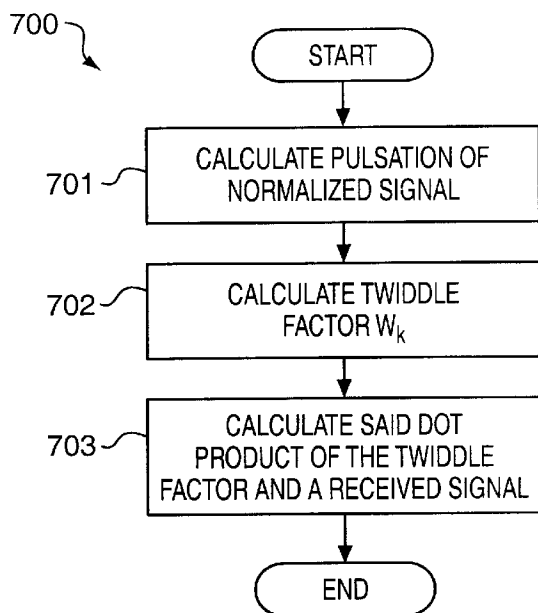 700
START
701
CALCULATE PULSATION OF
NORMALIZED SIGNAL
702
CALCULATE TWIDDLE
FACTOR Wk
703
CALCULATE SAID DOT
PRODUCT OF THE TWIDDLE
FACTOR AND A RECEIVED SIGNAL
END